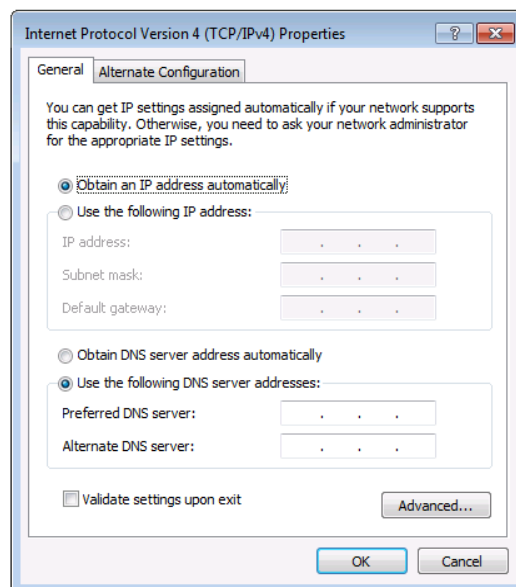 Internet Protocol Version 4 (TCP/IPv4) Properties
General
Alternate Configuration
You can get IP settings assigned automatically if your network supports
this capability. Otherwise, you need to ask your network administrator
for the appropriate IP settings.
Obtain an IP address automatically
Use the following IP address:
IP address:
Subnet mask:
Default gateway:
Obtain DNS server address automatically
Use the following DNS server addresses:
Preferred DNS server:
Alternate DNS server:
Validate settings upon exit
Advanced...
OK
Cancel